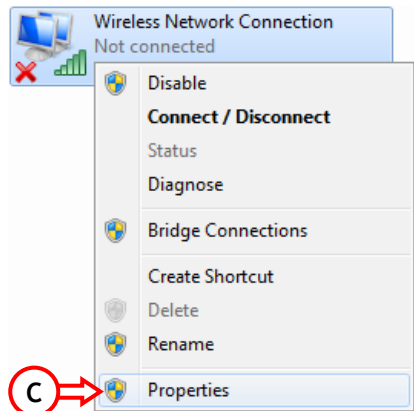 Wireless Network Connection
Not connected
Disable
Connect / Disconnect
Status
Diagnose
Bridge Connections
Create Shortcut
Delete
Rename
C
Properties